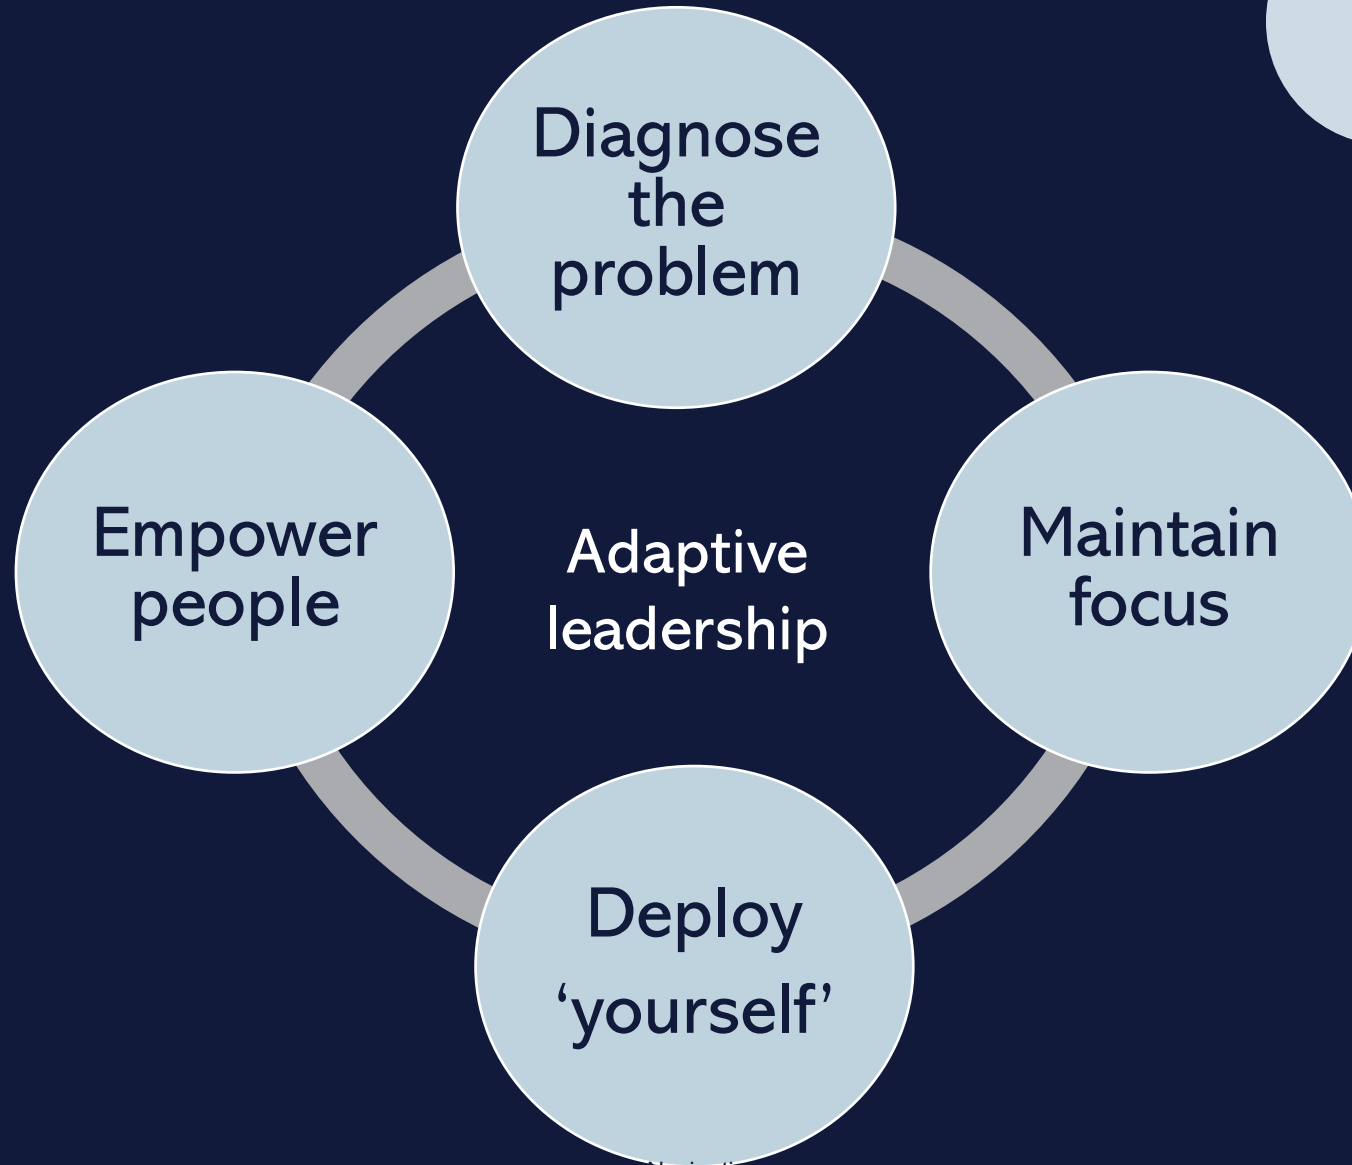 Diagnose
the
problem
Empower
people
Adaptive
leadership
Maintain
focus
Deploy
‘yourself’